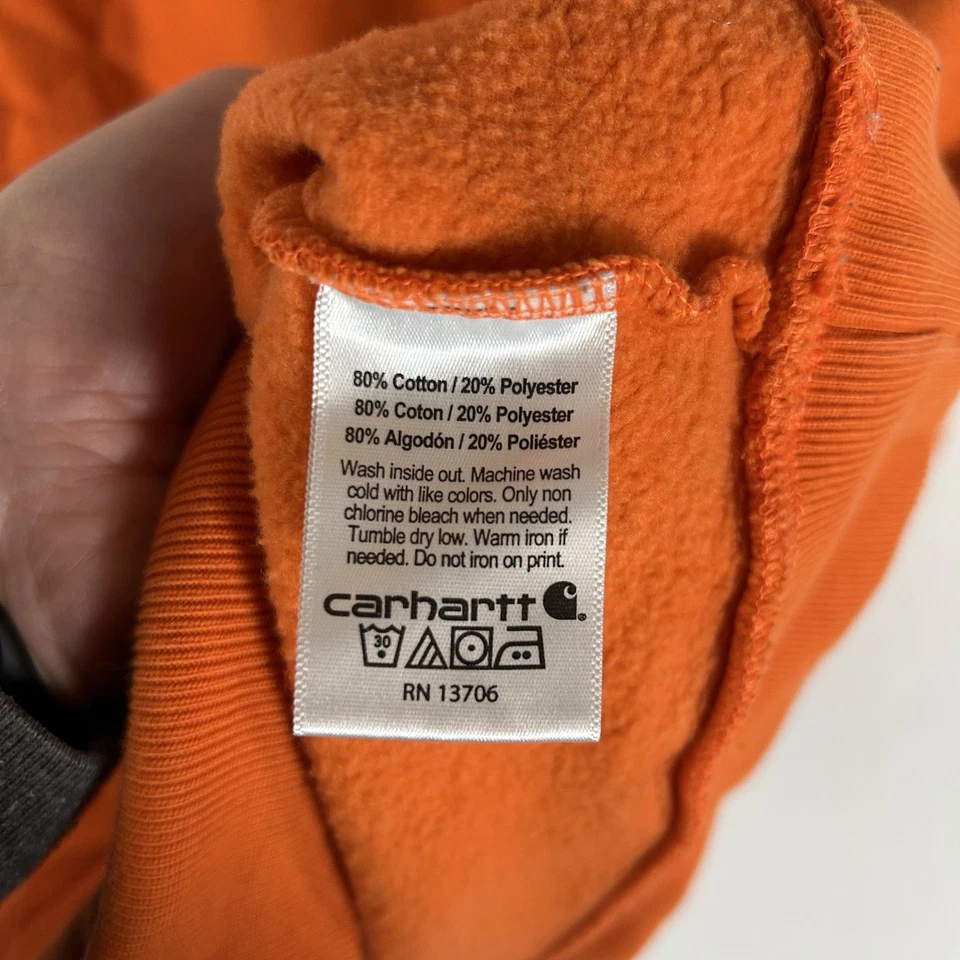 80% Cotton / 20% Polyester
80% Coton / 20% Polyester
80% Algodón / 20% Poliéster
Wash inside out. Machine wash
cold with like colors. Only non
chlorine bleach when needed.
Tumble dry low. Warm iron if
needed. Do not iron on print.
carhartt
30
RN 13706